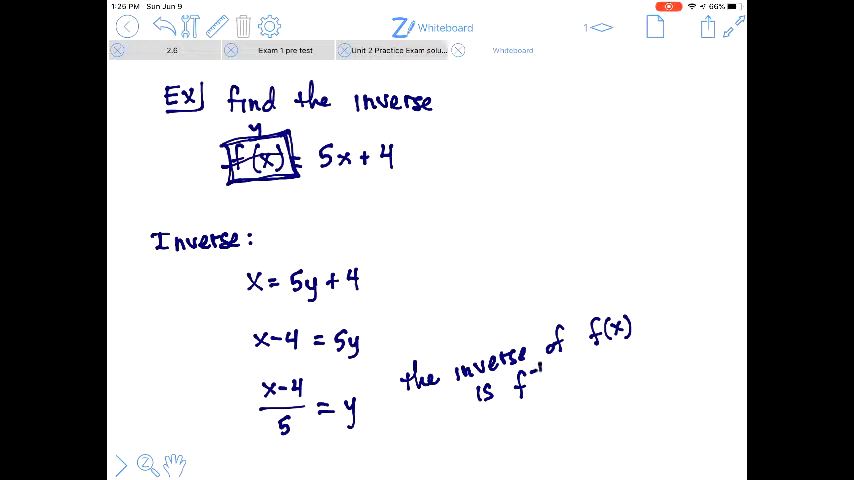 1:26 PM Sun Jun 9
66%
Whiteboard
1
2.6
Exam 1 pre test
Unit 2 Practice Exam solu...
Whiteboard
Ex] find the inverse
y
f(x) = 5x + 4
Inverse:
x = 5y + 4
x - 4 = 5y
x-4
5
= y
the inverse of f(x)
is f⁻